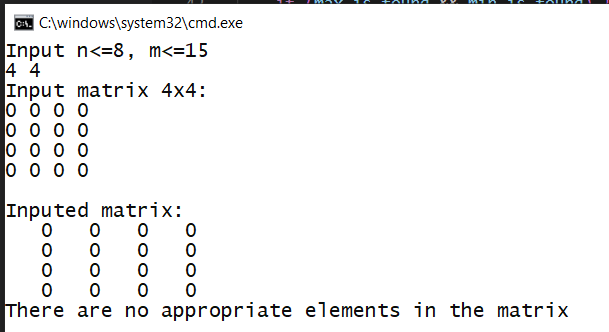 C:\windows\system32\cmd.exe
Input n<=8, m<=15
4 4
Input matrix 4x4:
0 0 0 0
0 0 0 0
0 0 0 0
0 0 0 0
Inputed matrix:
0 0 0 0
0 0 0 0
0 0 0 0
0 0 0 0
There are no appropriate elements in the matrix